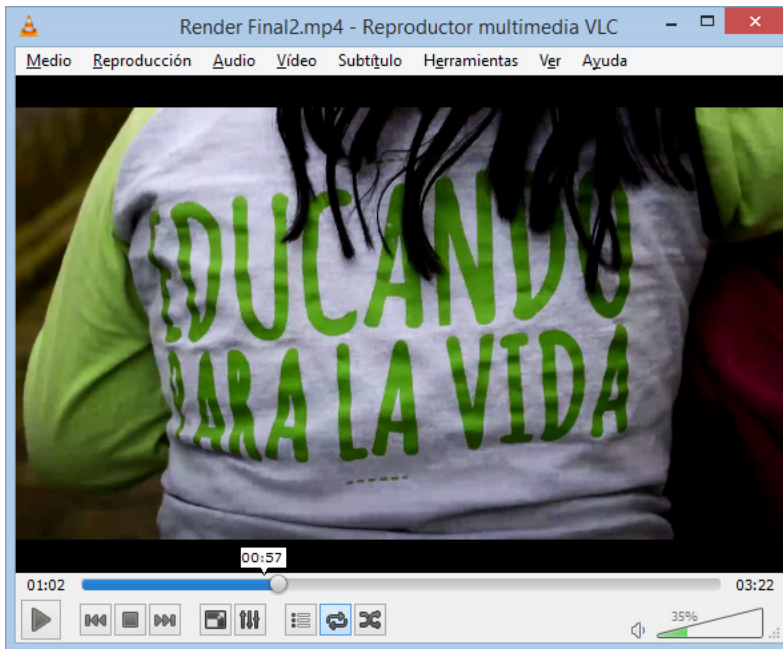 Render Final2.mp4 - Reproductor multimedia VLC
Medio Reproducción Audio Vídeo Subtítulo Herramientas Ver Ayuda
EDUCANDO
PARA LA VIDA
00:57
01:02 03:22
35%